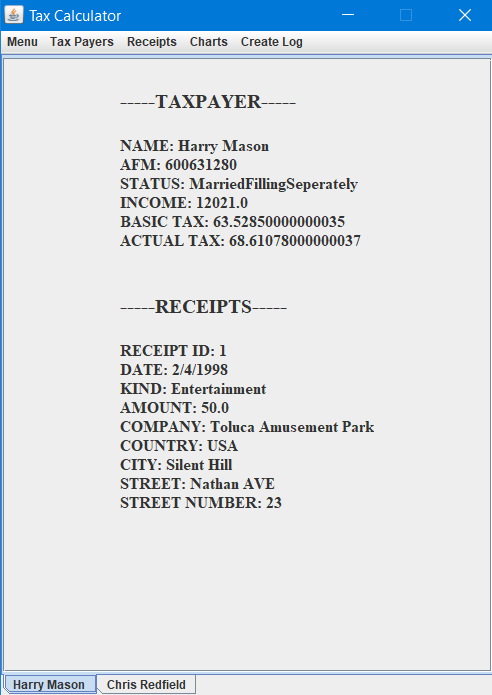 Tax Calculator
Menu Tax Payers Receipts Charts Create Log
-----TAXPAYER-----
NAME: Harry Mason
AFM: 600631280
STATUS: MarriedFillingSeperately
INCOME: 12021.0
BASIC TAX: 63.52850000000035
ACTUAL TAX: 68.61078000000037
-----RECEIPTS-----
RECEIPT ID: 1
DATE: 2/4/1998
KIND: Entertainment
AMOUNT: 50.0
COMPANY: Toluca Amusement Park
COUNTRY: USA
CITY: Silent Hill
STREET: Nathan AVE
STREET NUMBER: 23
Harry Mason Chris Redfield